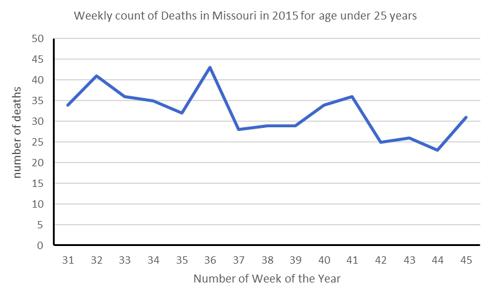 Weekly count of Deaths in Missouri in 2015 for age under 25 years
50
45
40
35
30
25
20
15
10
5
0
number of deaths
31 32 33 34 35 36 37 38 39 40 41 42 43 44 45
Number of Week of the Year